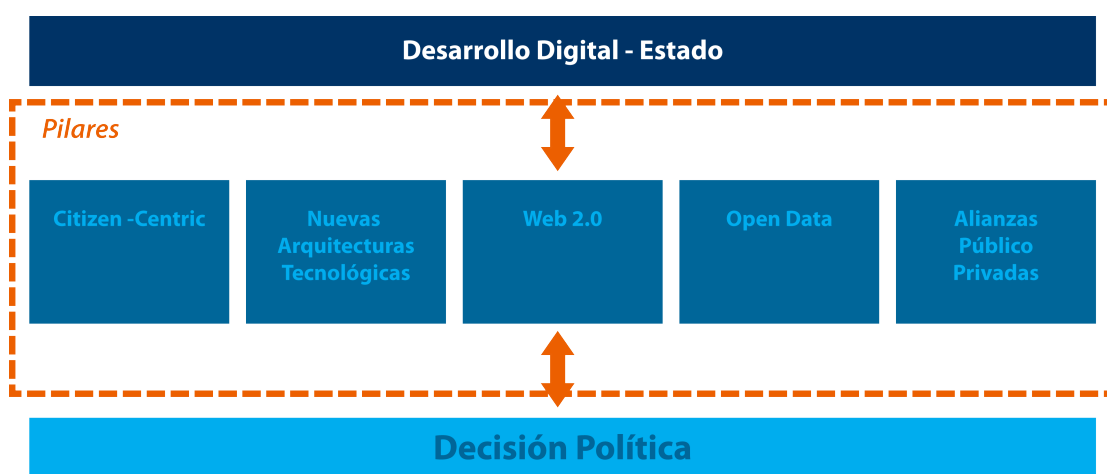 Desarrollo Digital - Estado
Pilares
Citizen -Centric
Nuevas
Arquitecturas
Tecnológicas
Web 2.0
Open Data
Alianzas
Público
Privadas
Decisión Política